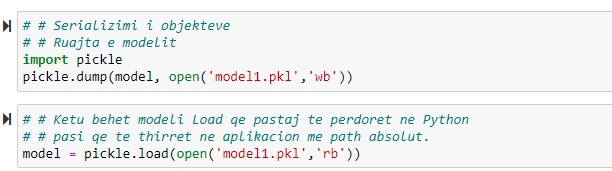 # # Serializimi i objekteve
# # Ruajta e modelit
import pickle
pickle.dump(model, open('model1.pkl','wb'))
# # Ketu behet modeli Load qe pastaj te perdoret ne Python
# # pasi qe te thirret ne aplikacion me path absolut.
model = pickle.load(open('model1.pkl','rb'))